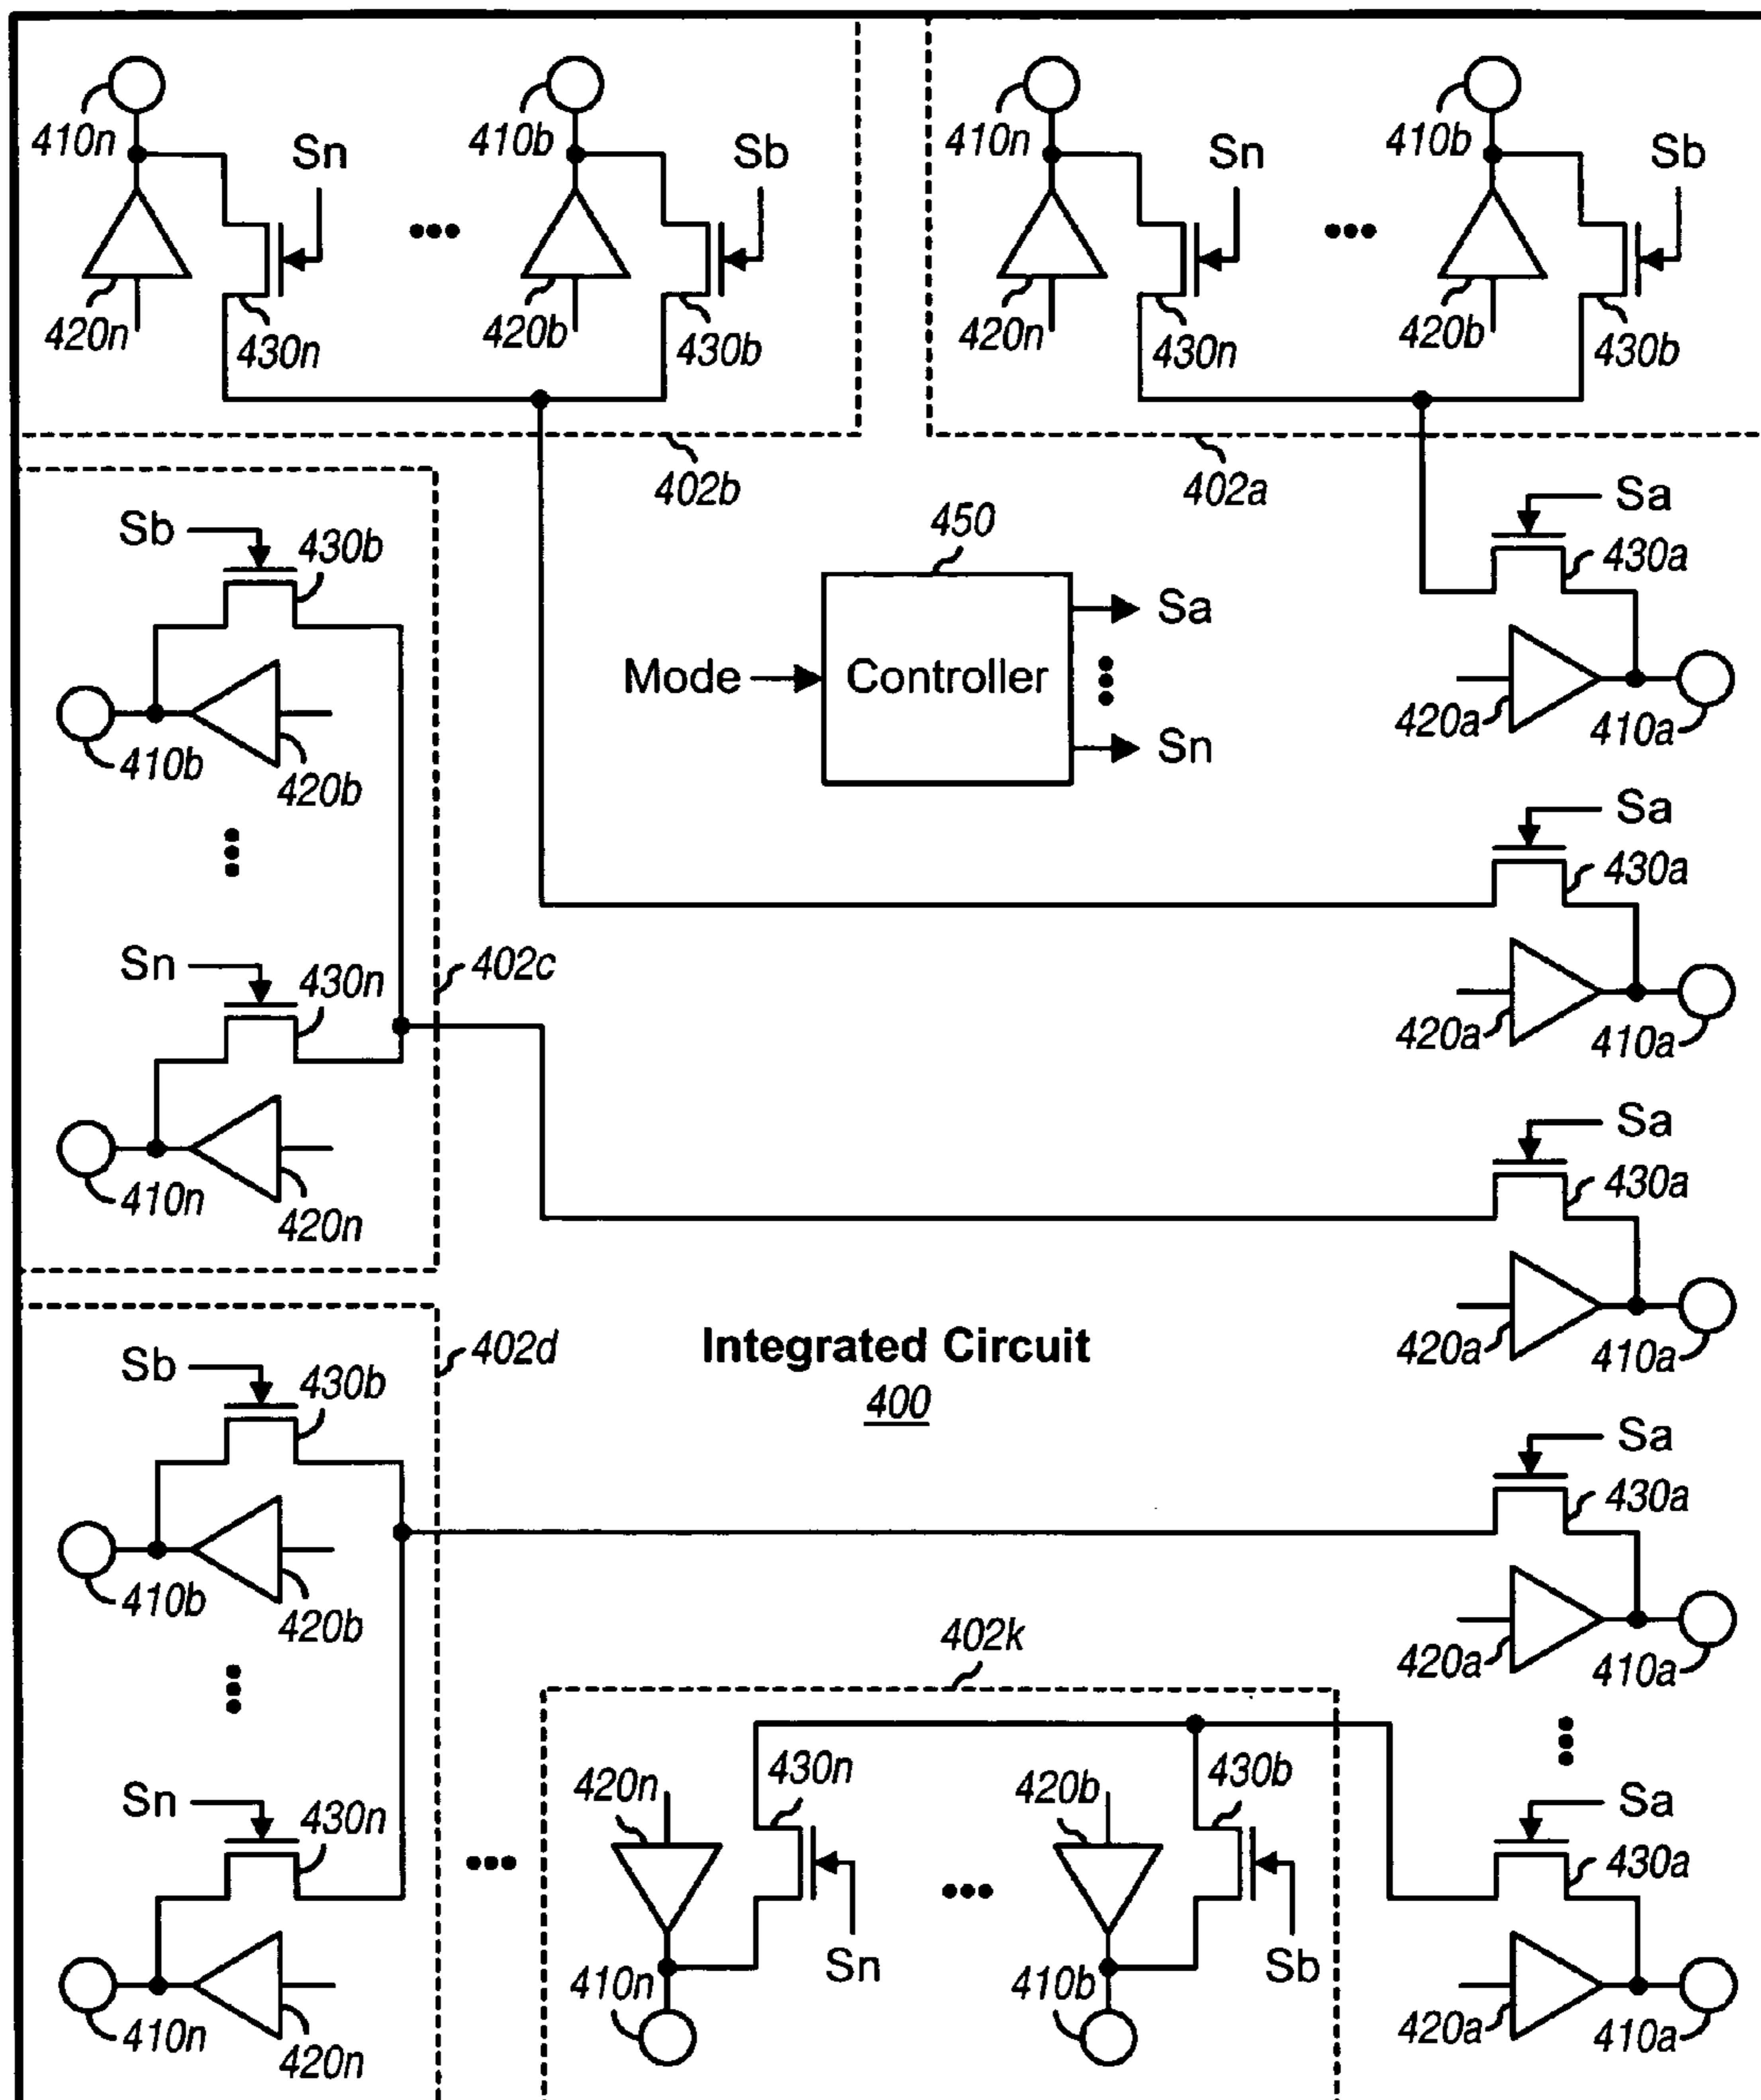 410n
Sn
420n
430n
410b
Sb
420b
430b
402b
410n
Sn
420n
430n
410b
Sb
420b
430b
402a
Sb
430b
410b
420b
Sn
430n
402c
410n
420n
450
Mode
Controller
Sa
Sn
Sa
430a
420a
410a
Sa
430a
420a
410a
Sa
430a
420a
410a
Integrated Circuit
400
Sb
430b
402d
410b
420b
Sn
430n
410n
420n
Sa
430a
420a
410a
402k
420n
430n
Sn
410n
420b
430b
Sb
410b
Sa
430a
420a
410a